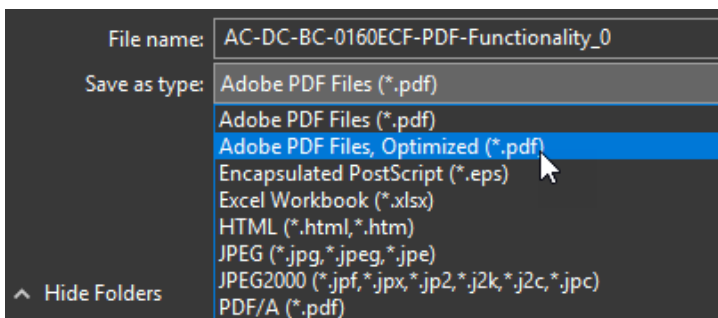 File name: AC-DC-BC-0160ECF-PDF-Functionality_0
Save as type: Adobe PDF Files (*.pdf)
Adobe PDF Files (*.pdf)
Adobe PDF Files, Optimized (*.pdf)
Encapsulated PostScript (*.eps)
Excel Workbook (*.xlsx)
HTML (*.html,*.htm)
JPEG (*.jpg,*.jpeg,*.jpe)
JPEG2000 (*.jpf,*.jpx,*.jp2,*.j2k,*.j2c,*.jpc)
Hide Folders
PDF/A (*.pdf)